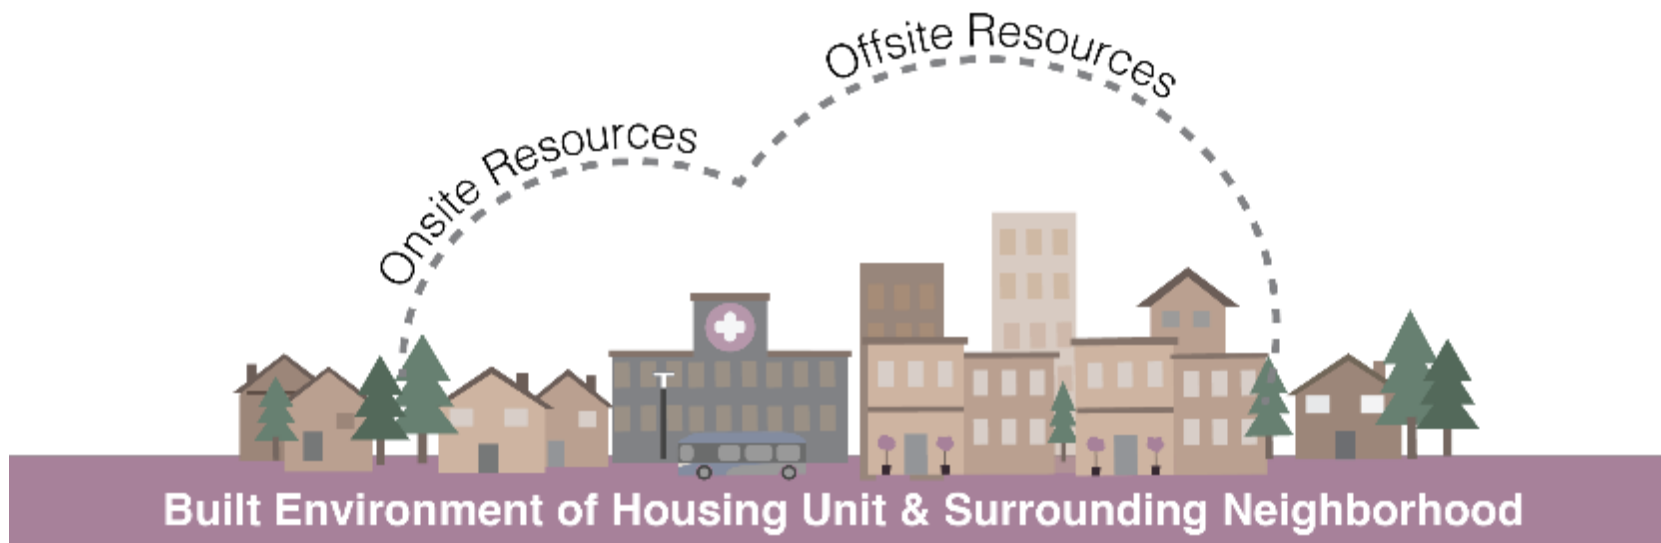 Onsite Resources
Offsite Resources
Built Environment of Housing Unit & Surrounding Neighborhood